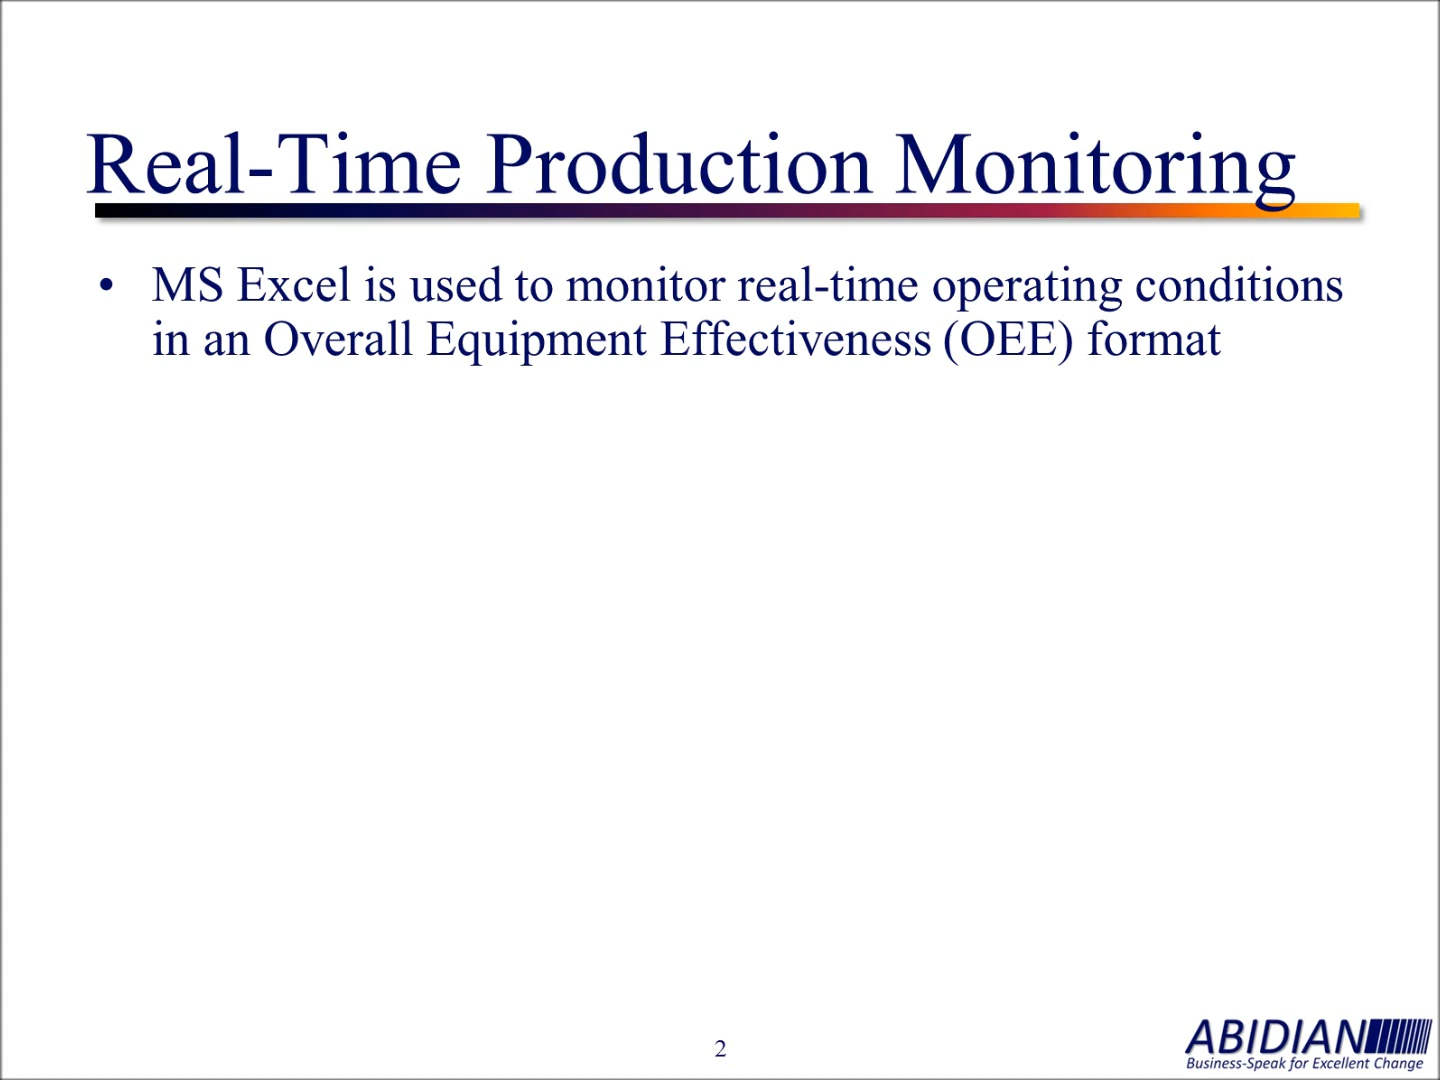 Real-Time Production Monitoring
• MS Excel is used to monitor real-time operating conditions
in an Overall Equipment Effectiveness (OEE) format
2
ABIDIAN
Business-Speak for Excellent Change